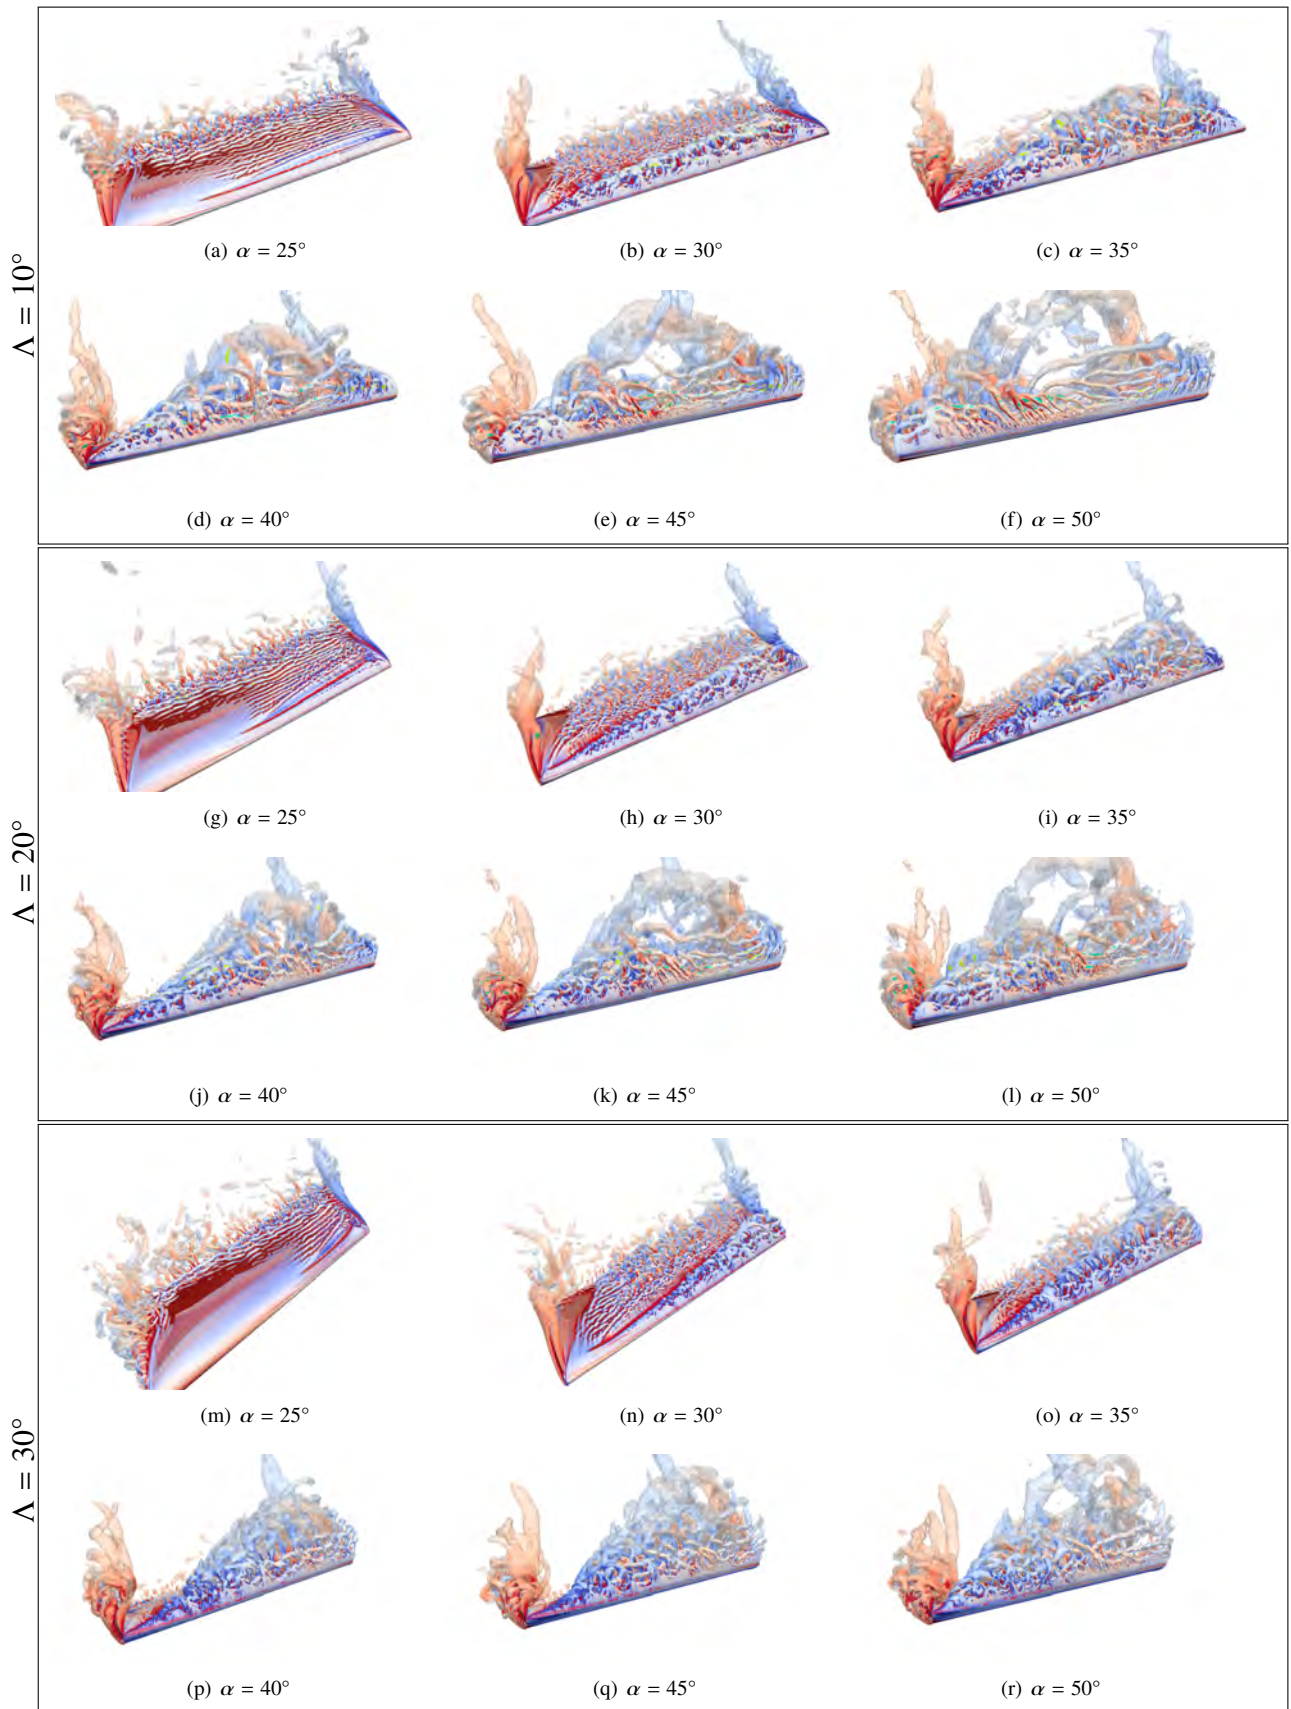 Λ = 10°
(a) α = 25°
(b) α = 30°
(c) α = 35°
(d) α = 40°
(e) α = 45°
(f) α = 50°
Λ = 20°
(g) α = 25°
(h) α = 30°
(i) α = 35°
(j) α = 40°
(k) α = 45°
(l) α = 50°
Λ = 30°
(m) α = 25°
(n) α = 30°
(o) α = 35°
(p) α = 40°
(q) α = 45°
(r) α = 50°